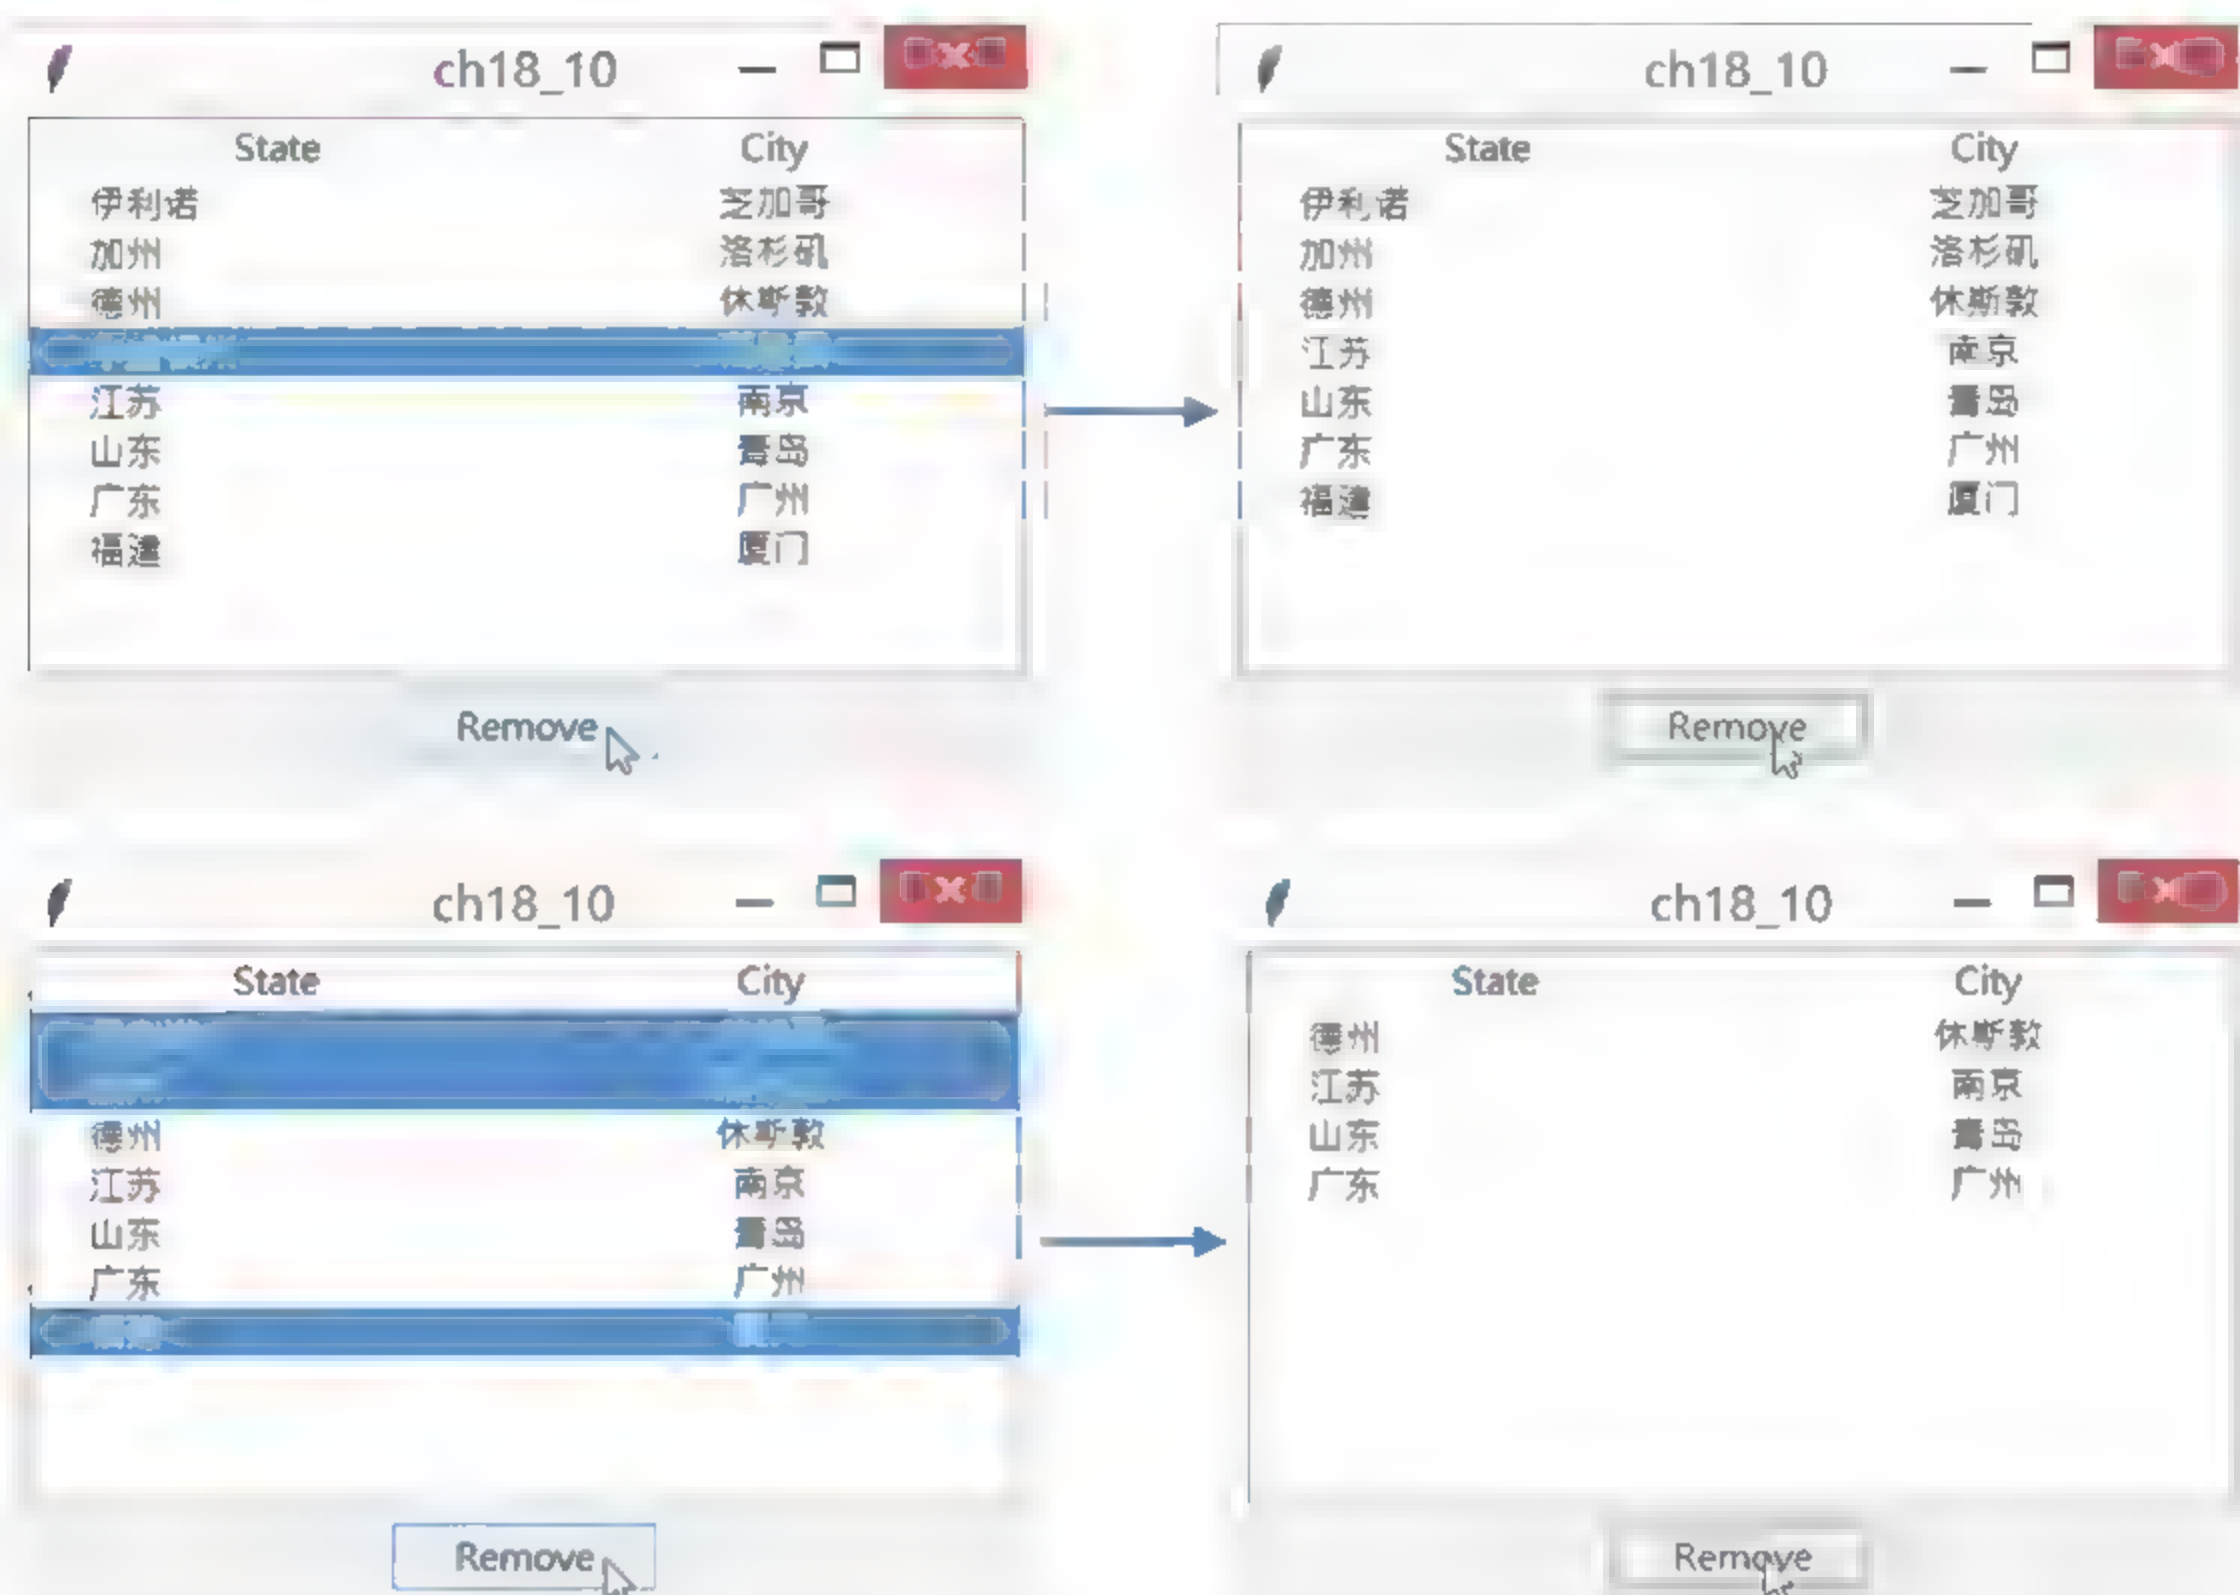 ch18_10
State City
伊利诺 芝加哥
加州 洛杉矶
德州 休斯敦
江苏 南京
山东 青岛
广东 广州
福建 厦门
Remove
ch18_10
State City
伊利诺 芝加哥
加州 洛杉矶
德州 休斯敦
江苏 南京
山东 青岛
广东 广州
福建 厦门
Remove
ch18_10
State City
德州 休斯敦
江苏 南京
山东 青岛
广东 广州
Remove
ch18_10
State City
德州 休斯敦
江苏 南京
山东 青岛
广东 广州
Remove